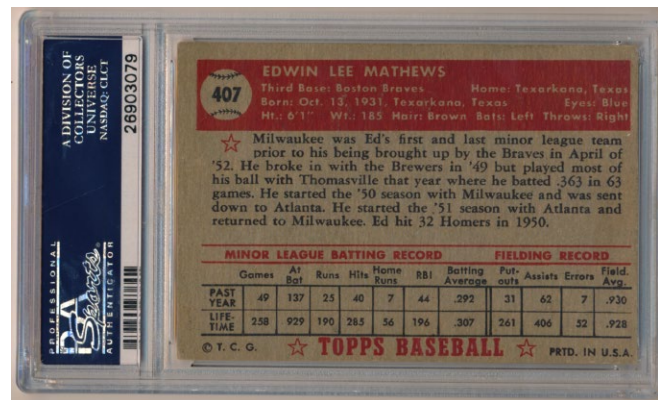 A DIVISION OF
COLLECTORS
UNIVERSE
NASDAQ: CLCT
26903079
PROFESSIONAL
PSA
Sports
AUTHENTICATOR
407
EDWIN LEE MATHEWS
Third Base: Boston Braves Home: Texarkana, Texas
Born: Oct. 13, 1931, Texarkana, Texas Eyes: Blue
Ht.: 6'1" Wt.: 185 Hair: Brown Bats: Left Throws: Right
Milwaukee was Ed's first and last minor league team
prior to his being brought up by the Braves in April of
'52. He broke in with the Brewers in '49 but played most of
his ball with Thomasville that year where he batted .363 in 63
games. He started the '50 season with Milwaukee and was sent
down to Atlanta. He started the '51 season with Atlanta and
returned to Milwaukee. Ed hit 32 Homers in 1950.
MINOR LEAGUE BATTING RECORD FIELDING RECORD
Games At Bat Runs Hits Home Runs RBI Batting Average Put-outs Assists Errors Field. Avg.
PAST YEAR 49 137 25 40 7 44 .292 31 62 7 .930
LIFE-TIME 258 929 190 285 56 196 .307 261 406 52 .928
© T. C. G. TOPPS BASEBALL PRTD. IN U.S.A.